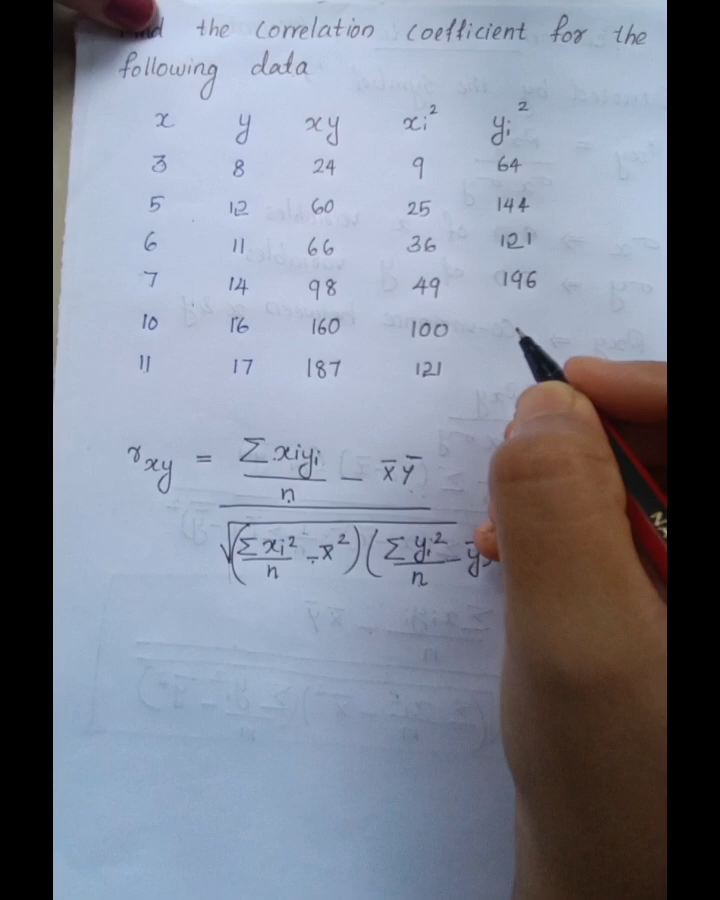 the correlation coefficient for the
following data
x y xy xi² yi²
3 8 24 9 64
5 12 60 25 144
6 11 66 36 121
7 14 98 49 196
10 16 160 100
11 17 187 121
rxy = Σxiyi/n - x̄ȳ
√(Σxi²/n - x̄²)(Σyi²/n - ȳ